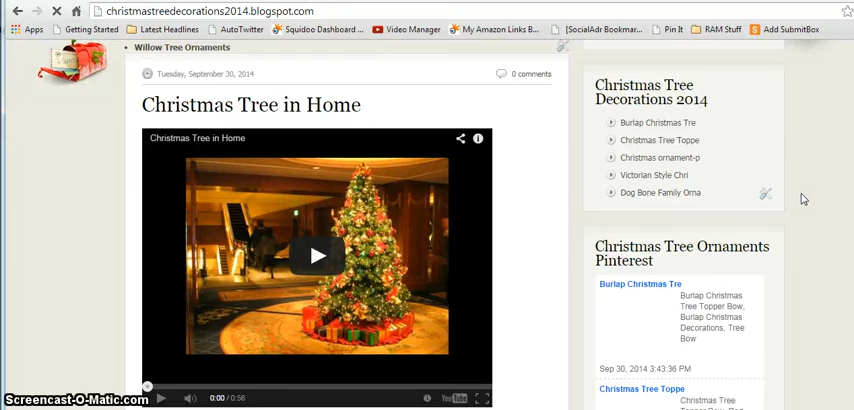 christmastreedecorations2014.blogspot.com
Apps Getting Started Latest Headlines AutoTwitter Squidoo Dashboard ... My Amazon Links B... Video Manager [SocialAdr Bookmar... Pin It RAM Stuff Add SubmitBox
Willow Tree Ornaments
Tuesday, September 30, 2014 0 comments
Christmas Tree in Home
Christmas Tree in Home
0:00 / 0:56 YouTube
Christmas Tree
Decorations 2014
Burlap Christmas Tre
Christmas Tree Toppe
Christmas ornament-p
Victorian Style Chri
Dog Bone Family Orna
Christmas Tree Ornaments
Pinterest
Burlap Christmas Tre
Burlap Christmas
Tree Topper Bow,
Burlap Christmas
Decorations, Tree
Bow
Sep 30, 2014 3:43:36 PM
Christmas Tree Toppe
Christmas Tree
Screencast-O-Matic.com